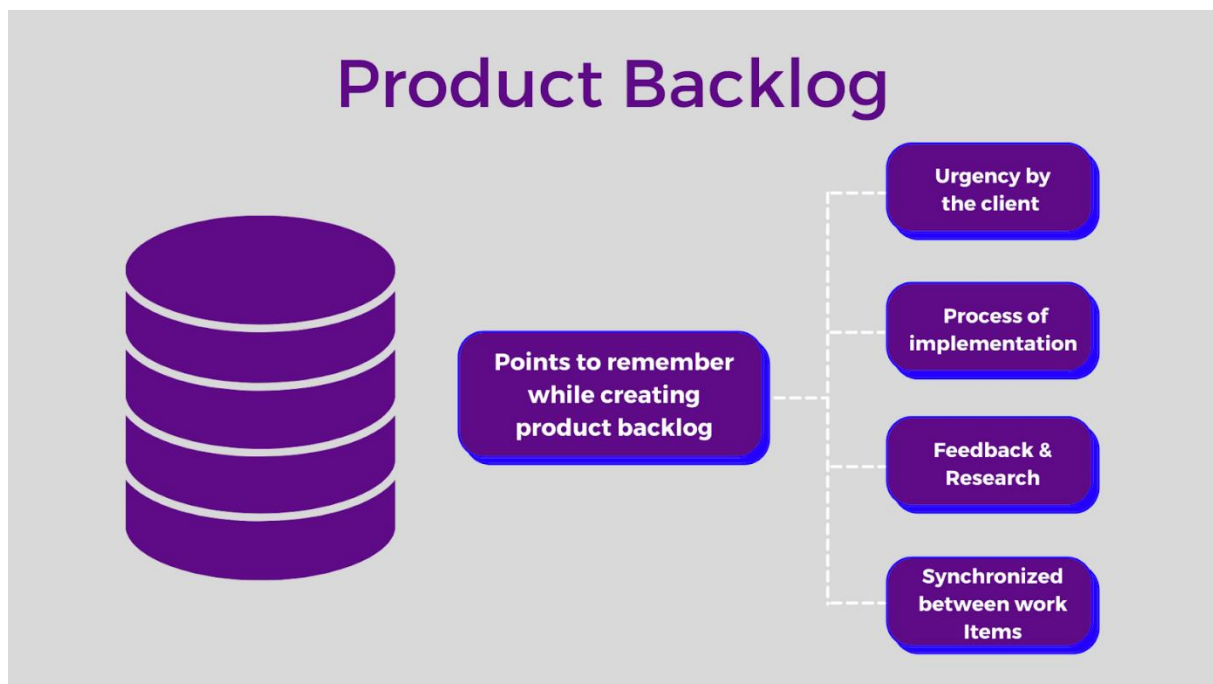 Product Backlog
Points to remember
while creating
product backlog
Urgency by
the client
Process of
implementation
Feedback &
Research
Synchronized
between work
Items